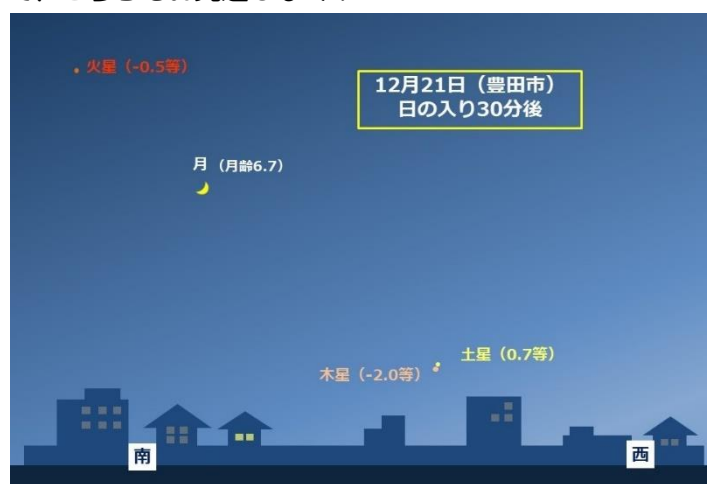 火星（-0.5等）
12月21日（豊田市）
日の入り30分後
月（月齢6.7）
土星（0.7等）
木星（-2.0等）
南
西